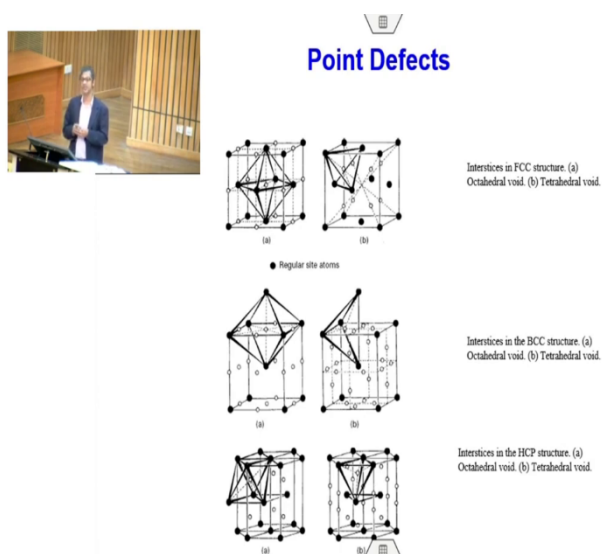 Point Defects
Interstices in FCC structure. (a)
Octahedral void. (b) Tetrahedral void.
(a)
(b)
Regular site atoms
Interstices in the BCC structure. (a)
Octahedral void. (b) Tetrahedral void.
(a)
(b)
Interstices in the HCP structure. (a)
Octahedral void. (b) Tetrahedral void.
(a)
(b)